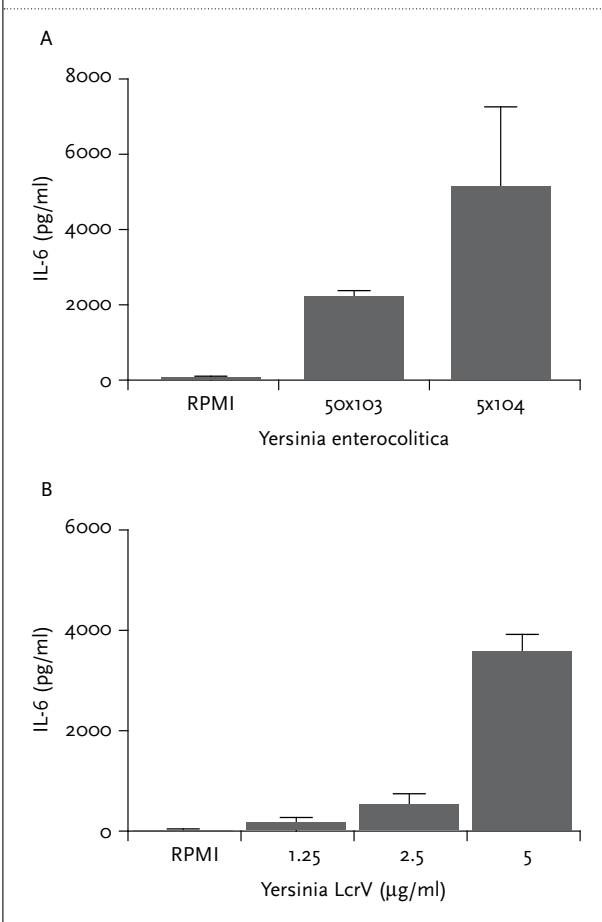 A
8000
6000
4000
2000
0
IL-6 (pg/ml)
RPMI 50x103 5x104
Yersinia enterocolitica
B
6000
4000
2000
0
IL-6 (pg/ml)
RPMI 1.25 2.5 5
Yersinia LcrV (µg/ml)